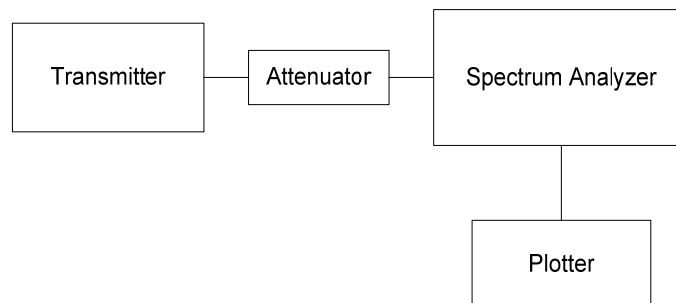 Transmitter
Attenuator
Spectrum Analyzer
Plotter